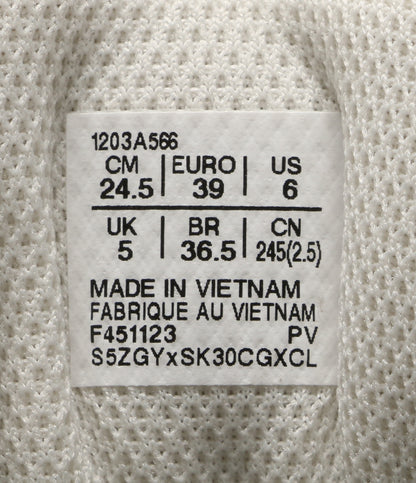 1203A566
CM EURO US
24.5 39 6
UK BR CN
5 36.5 245(2.5)
MADE IN VIETNAM
FABRIQUE AU VIETNAM
F451123 PV
S5ZGYxSK30CGXCL